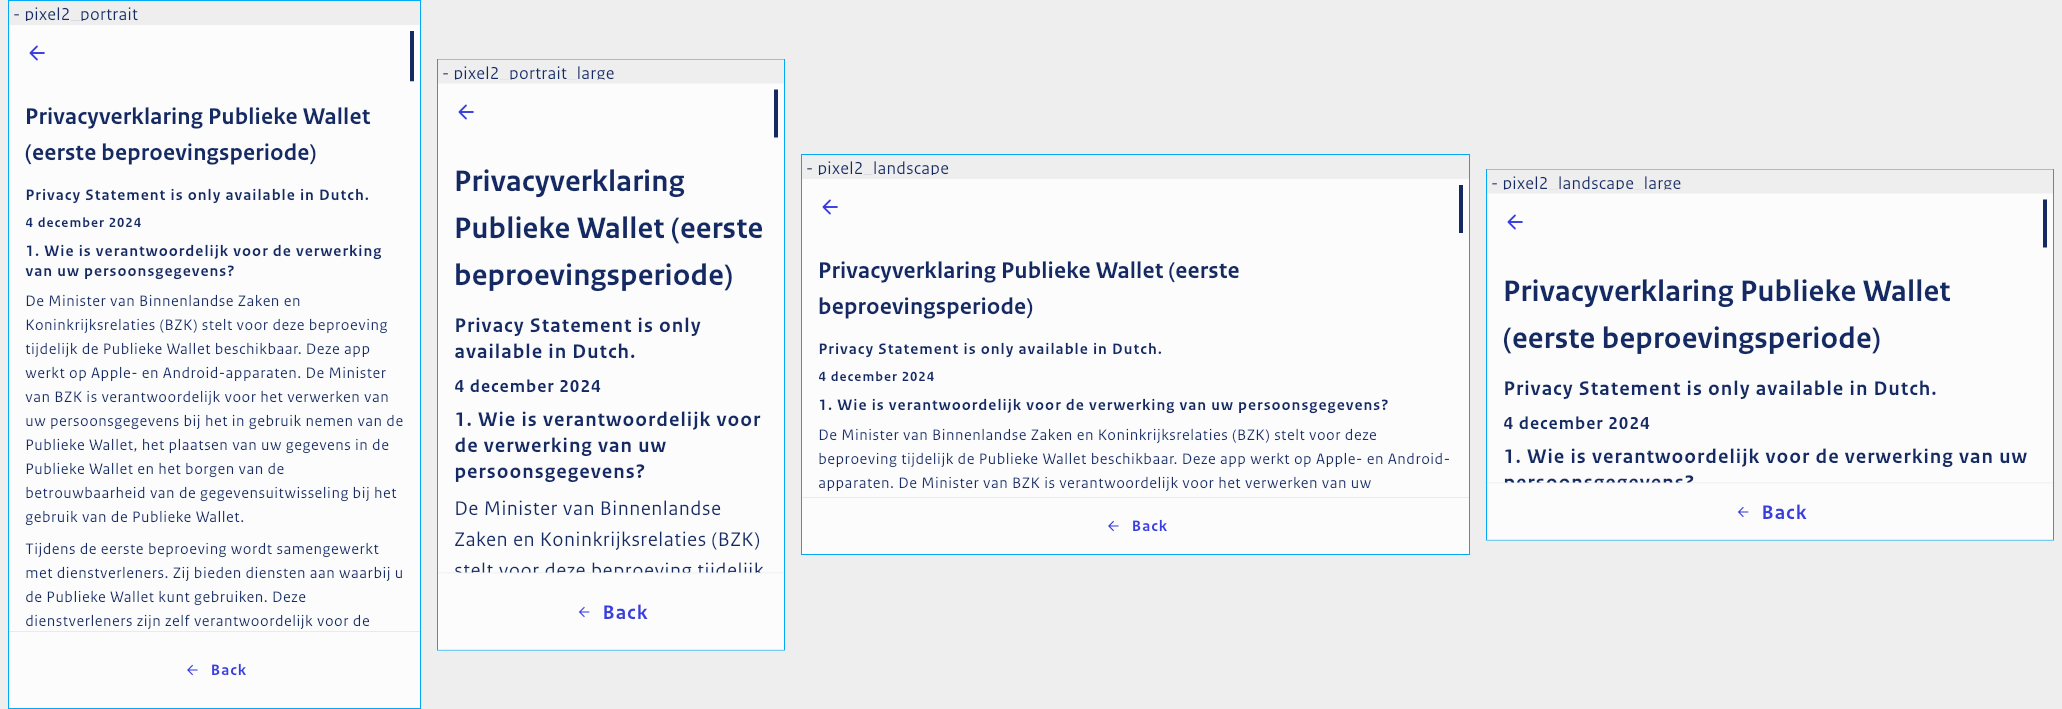 - pixel2_portrait
Privacyverklaring Publieke Wallet
(eerste beproevingsperiode)
Privacy Statement is only available in Dutch.
4 december 2024
1. Wie is verantwoordelijk voor de verwerking
van uw persoonsgegevens?
De Minister van Binnenlandse Zaken en
Koninkrijksrelaties (BZK) stelt voor deze beproeving
tijdelijk de Publieke Wallet beschikbaar. Deze app
werkt op Apple- en Android-apparaten. De Minister
van BZK is verantwoordelijk voor het verwerken van
uw persoonsgegevens bij het in gebruik nemen van de
Publieke Wallet, het plaatsen van uw gegevens in de
Publieke Wallet en het borgen van de
betrouwbaarheid van de gegevensuitwisseling bij het
gebruik van de Publieke Wallet.
Tijdens de eerste beproeving wordt samengewerkt
met dienstverleners. Zij bieden diensten aan waarbij u
de Publieke Wallet kunt gebruiken. Deze
dienstverleners zijn zelf verantwoordelijk voor de
Back
- pixel2_portrait_large
Privacyverklaring
Publieke Wallet (eerste
beproevingsperiode)
Privacy Statement is only
available in Dutch.
4 december 2024
1. Wie is verantwoordelijk voor
de verwerking van uw
persoonsgegevens?
De Minister van Binnenlandse
Zaken en Koninkrijksrelaties (BZK)
stelt voor deze beproeving tijdelijk
Back
- pixel2_landscape
Privacyverklaring Publieke Wallet (eerste
beproevingsperiode)
Privacy Statement is only available in Dutch.
4 december 2024
1. Wie is verantwoordelijk voor de verwerking van uw persoonsgegevens?
De Minister van Binnenlandse Zaken en Koninkrijksrelaties (BZK) stelt voor deze
beproeving tijdelijk de Publieke Wallet beschikbaar. Deze app werkt op Apple- en Android-
apparaten. De Minister van BZK is verantwoordelijk voor het verwerken van uw
Back
- pixel2_landscape_large
Privacyverklaring Publieke Wallet
(eerste beproevingsperiode)
Privacy Statement is only available in Dutch.
4 december 2024
1. Wie is verantwoordelijk voor de verwerking van uw
persoonsgegevens?
Back